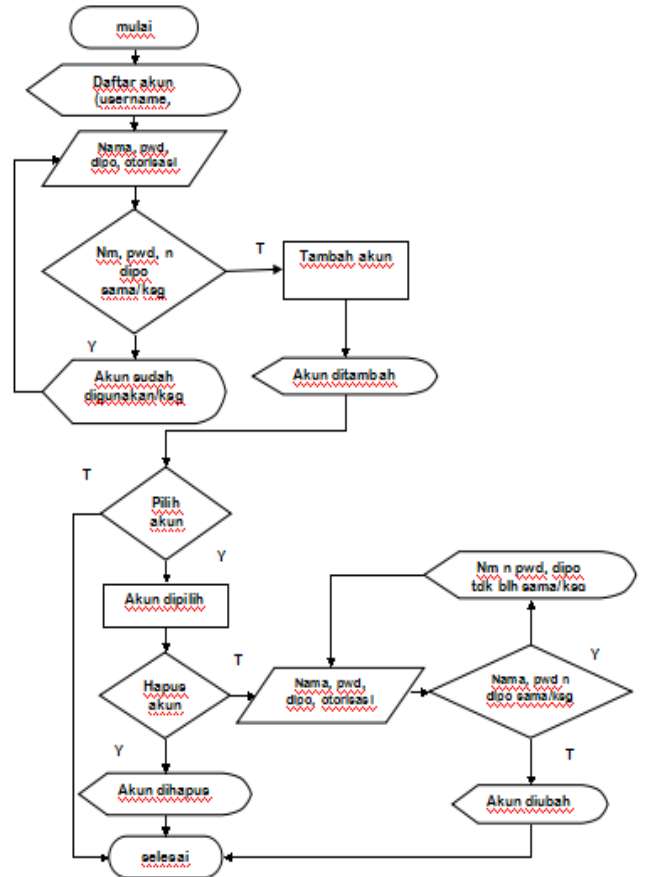 mulai
Daftar akun
(username,
Nama, pwd,
dipo, otorisasi
Nm, pwd, n
dipo
sama/ksg
T
Tambah akun
Y
Akun sudah
digunakan/ksg
Akun ditambah
T
Pilih
akun
Y
Akun dipilih
Nm n pwd, dipo
tdk blh sama/ksg
Hapus
akun
T
Nama, pwd,
dipo, otorisasi
Nama, pwd n
dipo sama/ksg
Y
Y
T
Akun dihapus
Akun diubah
selesai